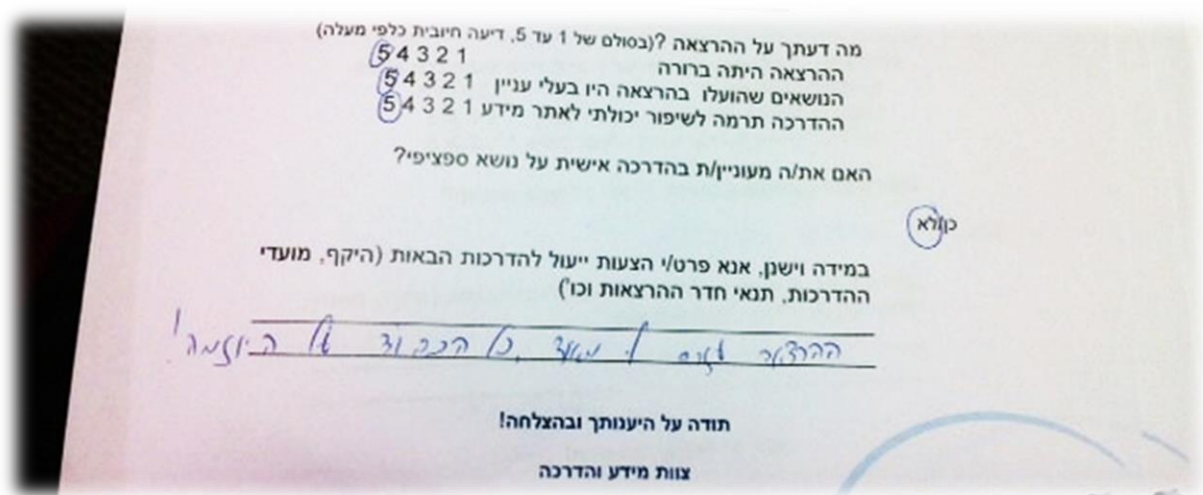 מה דעתך על ההרצאה ?(בסולם של 1 עד 5, דיעה חיובית כלפי מעלה)
ההרצאה היתה ברורה 1 2 3 4 5
הנושאים שהועלו בהרצאה היו בעלי עניין 1 2 3 4 5
ההדרכה תרמה לשיפור יכולתי לאתר מידע 1 2 3 4 5
האם את/ה מעוניין/ת בהדרכה אישית על נושא ספציפי?
כן/לא
במידה וישנן, אנא פרט/י הצעות ייעול להדרכות הבאות (היקף, מועדי
ההדרכות, תנאי חדר ההרצאות וכו')
ההרצאה עזרה לי מאוד, כל הכבוד על היוזמה!
תודה על היענותך ובהצלחה!
צוות מידע והדרכה